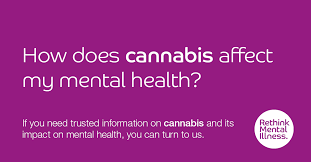 How does cannabis affect
my mental health?
If you need trusted information on cannabis and its
impact on mental health, you can turn to us.
Rethink
Mental
Illness.